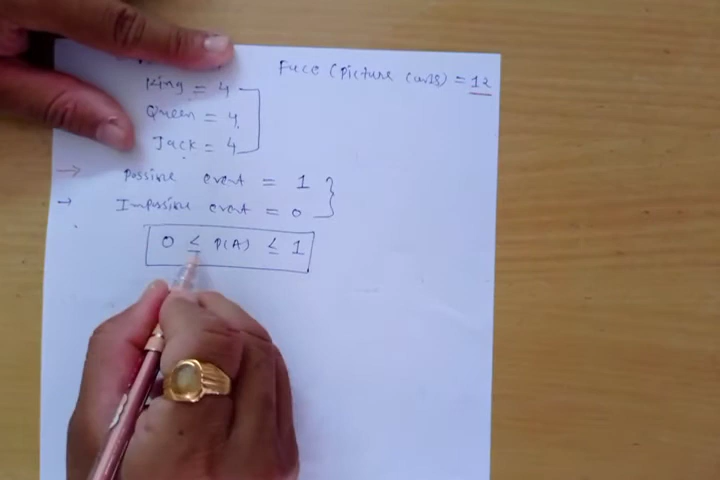 Face (Picture Cards) = 12
King = 4
Queen = 4
Jack = 4
→ possible event = 1
→ Impossible event = 0
0 ≤ P(A) ≤ 1